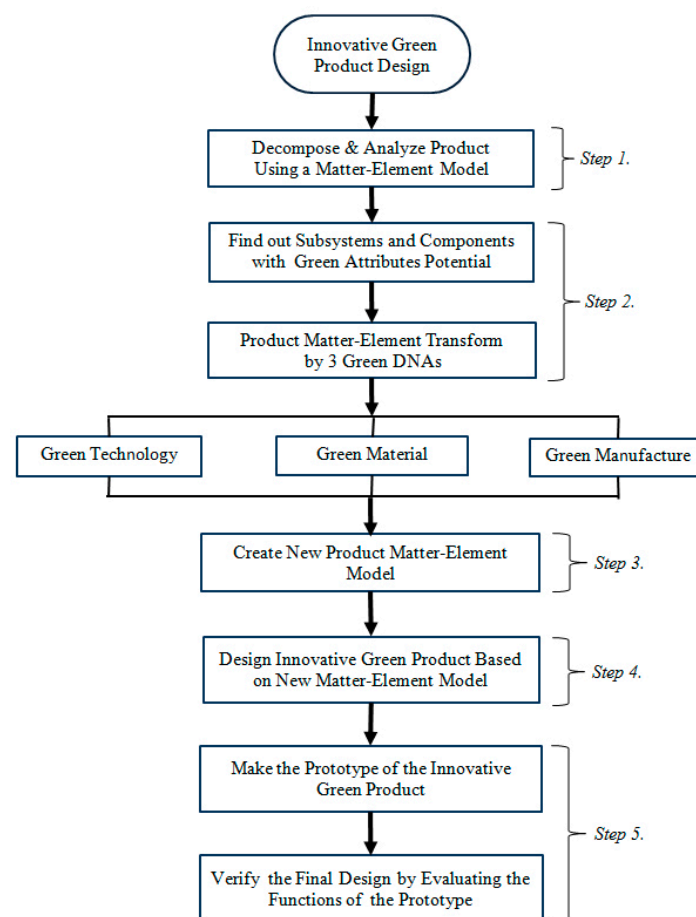 Innovative Green
Product Design
Decompose & Analyze Product
Using a Matter-Element Model
Step 1.
Find out Subsystems and Components
with Green Attributes Potential
Step 2.
Product Matter-Element Transform
by 3 Green DNAs
Green Technology
Green Material
Green Manufacture
Create New Product Matter-Element
Model
Step 3.
Design Innovative Green Product Based
on New Matter-Element Model
Step 4.
Make the Prototype of the Innovative
Green Product
Step 5.
Verify the Final Design by Evaluating the
Functions of the Prototype